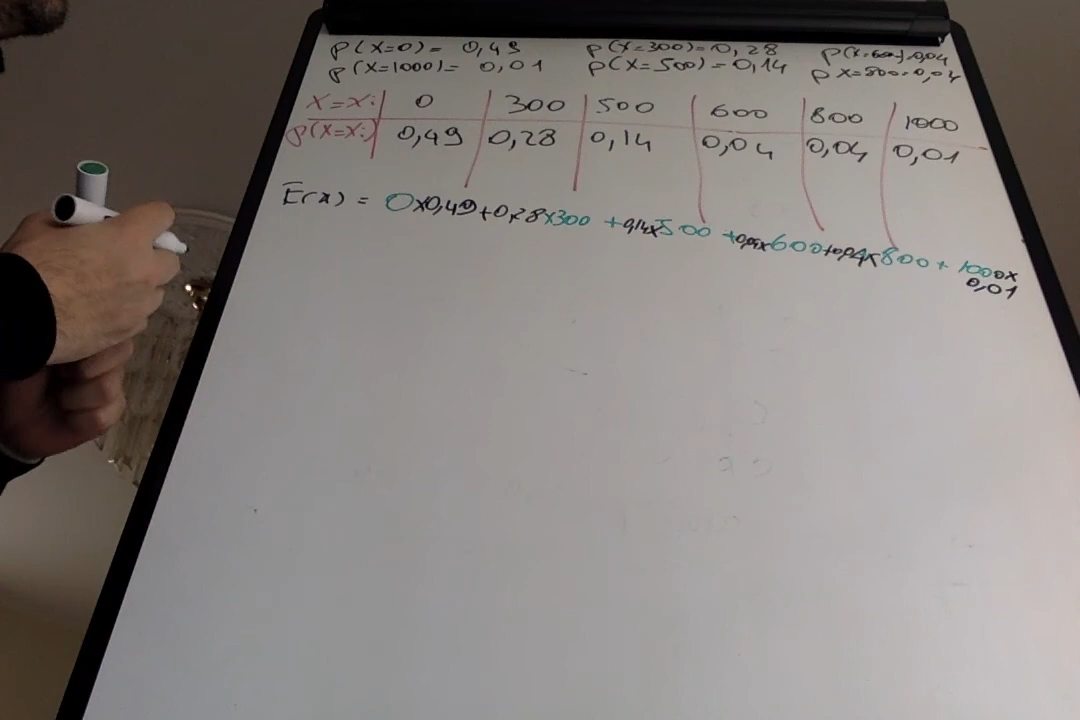 P(X=0)= 0,49 P(X=300)=0,28 P(X=600)=0,04
P(X=1000)= 0,01 P(X=500)=0,14 P X=800=0,04
X=xi 0 300 500 600 800 1000
P(X=xi) 0,49 0,28 0,14 0,04 0,04 0,01
E(x) = 0x0,49+0,28x300 +0,14x500 +0,04x600+0,04x800+ 1000x
0,01